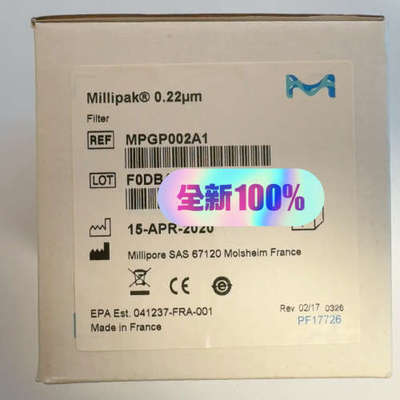 Millipak® 0.22µm
Filter
REF MPGP002A1
LOT F0DB
全新100%
15-APR-2020
Millipore SAS 67120 Molsheim France
CE
EPA Est. 041237-FRA-001
Made in France
Rev 02/17 0326
PF17726